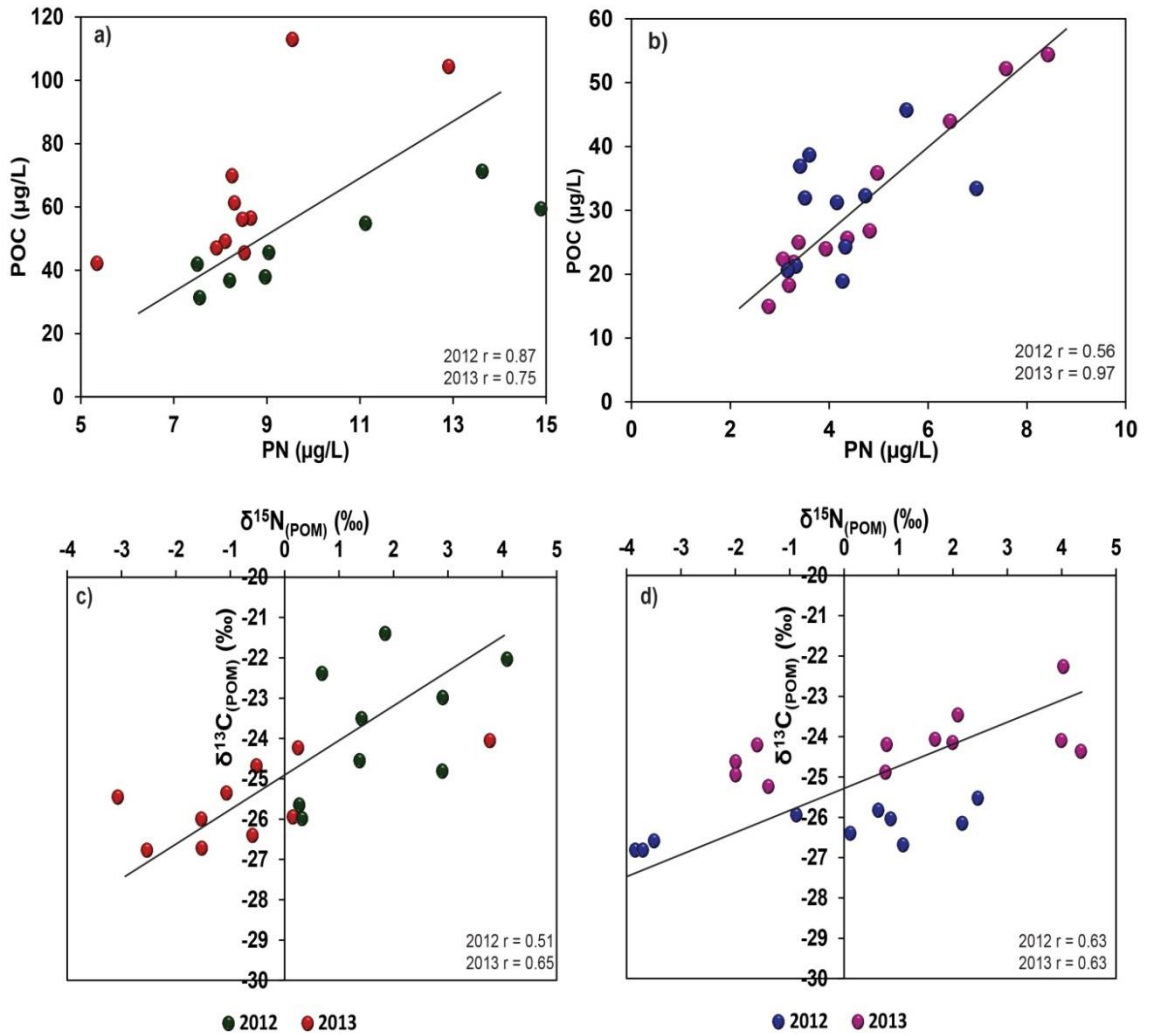 a)
POC (µg/L)
120
100
80
60
40
20
0
2012 r = 0.87
2013 r = 0.75
5 7 9 11 13 15
PN (µg/L)
b)
POC (µg/L)
60
50
40
30
20
10
0
2012 r = 0.56
2013 r = 0.97
0 2 4 6 8 10
PN (µg/L)
δ¹⁵N(POM) (‰)
-4 -3 -2 -1 0 1 2 3 4 5
c)
δ¹³C(POM) (‰)
-20
-21
-22
-23
-24
-25
-26
-27
-28
-29
-30
2012 r = 0.51
2013 r = 0.65
2012 2013
δ¹⁵N(POM) (‰)
-4 -3 -2 -1 0 1 2 3 4 5
d)
δ¹³C(POM) (‰)
-20
-21
-22
-23
-24
-25
-26
-27
-28
-29
-30
2012 r = 0.63
2013 r = 0.63
2012 2013